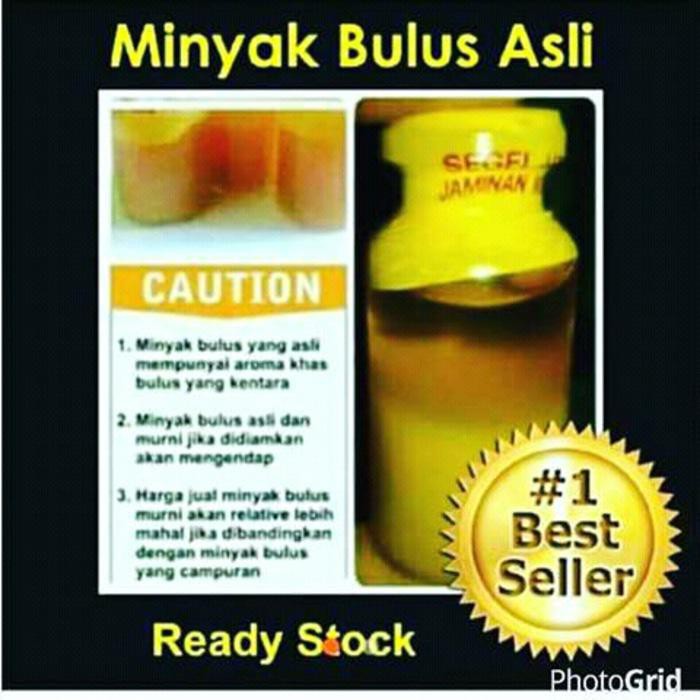 Minyak Bulus Asli
SEGEL
JAMINAN
CAUTION
1. Minyak bulus yang asli
mempunyai aroma khas
bulus yang kentara
2. Minyak bulus asli dan
murni jika didiamkan
akan mengendap
3. Harga jual minyak bulus
murni akan relative lebih
mahal jika dibandingkan
dengan minyak bulus
yang campuran
#1
Best
Seller
Ready Stock
PhotoGrid